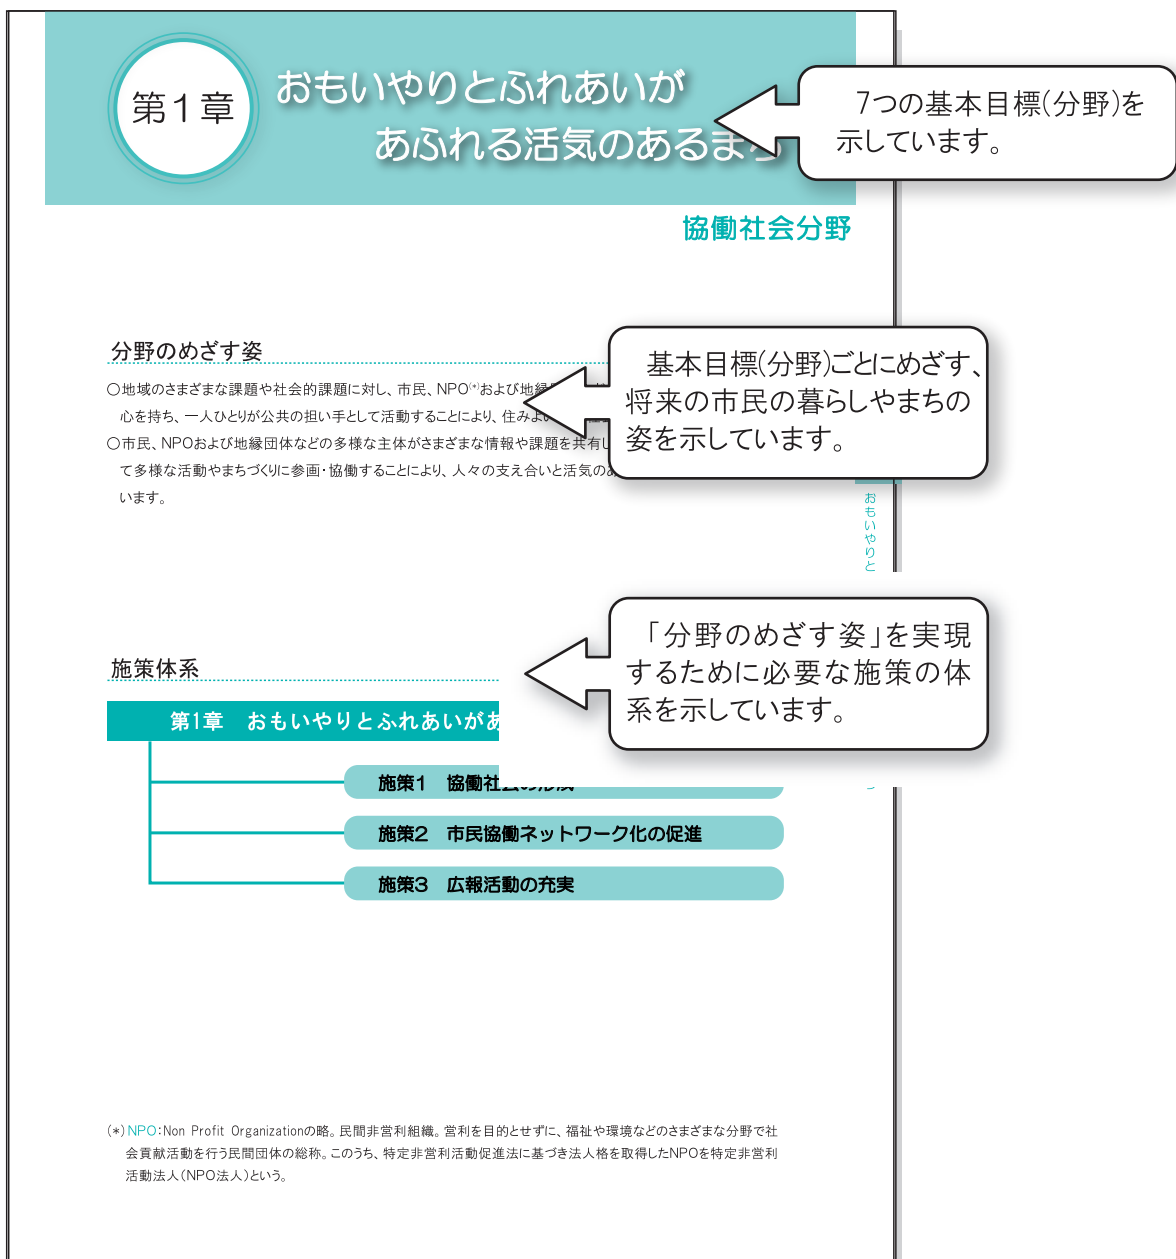 第1章
おもいやりとふれあいが
あふれる活気のあるまち
7つの基本目標(分野)を
示しています。
協働社会分野
分野のめざす姿
基本目標(分野)ごとにめざす、
将来の市民の暮らしやまちの
姿を示しています。
○地域のさまざまな課題や社会的課題に対し、市民、NPO(*)および地縁
心を持ち、一人ひとりが公共の担い手として活動することにより、住みよい
○市民、NPOおよび地縁団体などの多様な主体がさまざまな情報や課題を共有し
て多様な活動やまちづくりに参画・協働することにより、人々の支え合いと活気のあ
います。
おもいやりと
「分野のめざす姿」を実現
するために必要な施策の体
系を示しています。
施策体系
第1章　おもいやりとふれあいがあ
施策1　協働社会の形成
施策2　市民協働ネットワーク化の促進
施策3　広報活動の充実
(*)NPO:Non Profit Organizationの略。民間非営利組織。営利を目的とせずに、福祉や環境などのさまざまな分野で社
会貢献活動を行う民間団体の総称。このうち、特定非営利活動促進法に基づき法人格を取得したNPOを特定非営利
活動法人(NPO法人)という。